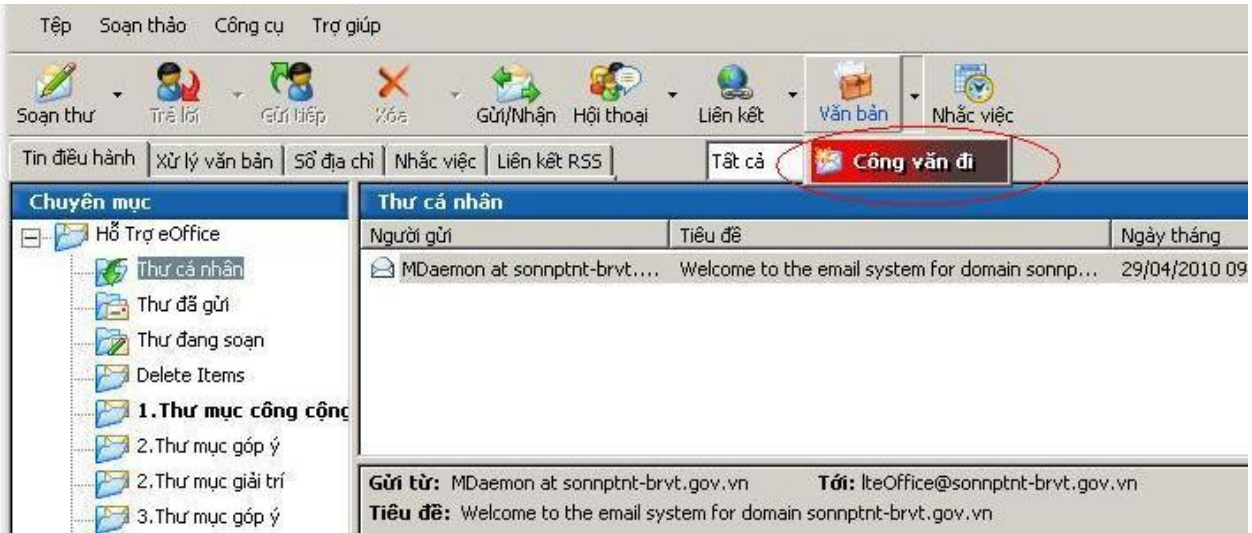 Tệp Soạn thảo Công cụ Trợ giúp
Soạn thư Trả lời Gửi tiếp Xóa Gửi/Nhận Hội thoại Liên kết Văn bản Nhắc việc
Tin điều hành Xử lý văn bản Sổ địa chỉ Nhắc việc Liên kết RSS Tất cả Công văn đi
Chuyên mục Thư cá nhân
Hỗ Trợ eOffice Người gửi Tiêu đề Ngày tháng
Thư cá nhân MDaemon at sonnptnt-brvt.... Welcome to the email system for domain sonnp... 29/04/2010 09
Thư đã gửi
Thư đang soạn
Delete Items
1.Thư mục công cộng
2.Thư mục góp ý
2.Thư mục giải trí Gửi từ: MDaemon at sonnptnt-brvt.gov.vn Tới: lteOffice@sonnptnt-brvt.gov.vn
3.Thư mục góp ý Tiêu đề: Welcome to the email system for domain sonnptnt-brvt.gov.vn